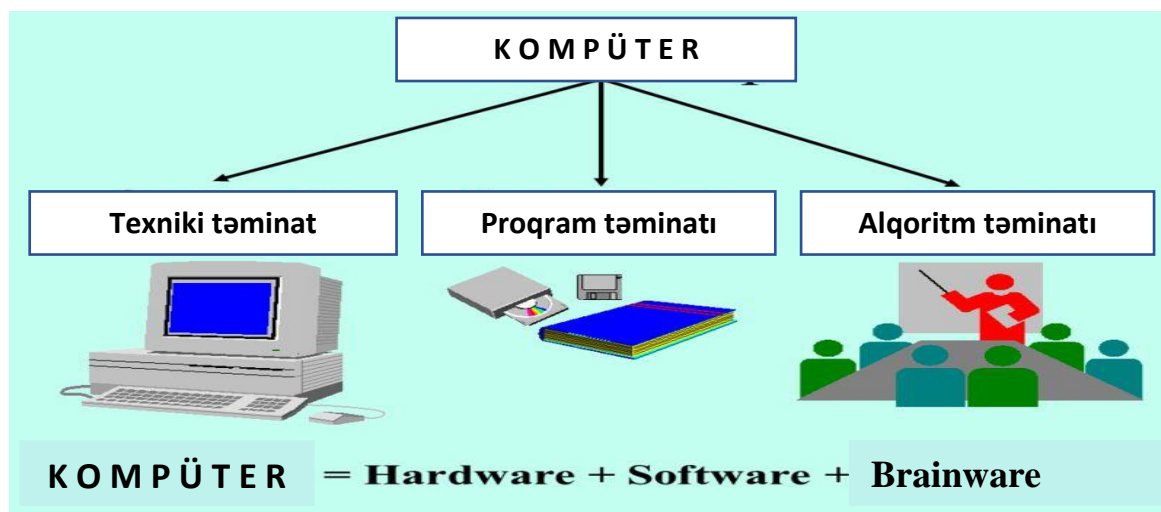 K O M P Ü T E R
Texniki təminat
Proqram təminatı
Alqoritm təminatı
K O M P Ü T E R = Hardware + Software + Brainware